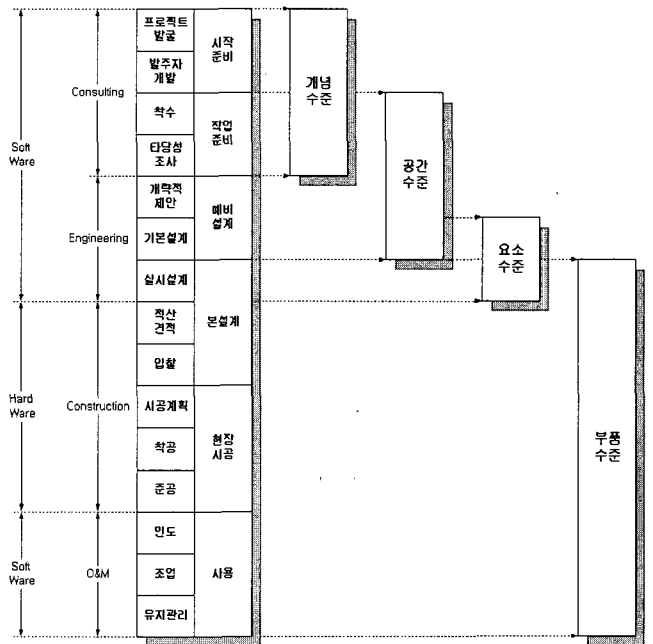 프로젝트
발굴
시작
준비
발주자
개발
개념
수준
Consulting
착수
작업
준비
Soft
Ware
타당성
조사
공간
수준
개략적
제안
예비
설계
Engineering
기본설계
요소
수준
실시설계
적산
견적
본설계
입찰
Hard
Ware
Construction
시공계획
현장
시공
착공
부품
수준
준공
인도
Soft
Ware
O&M
조업
사용
유지관리